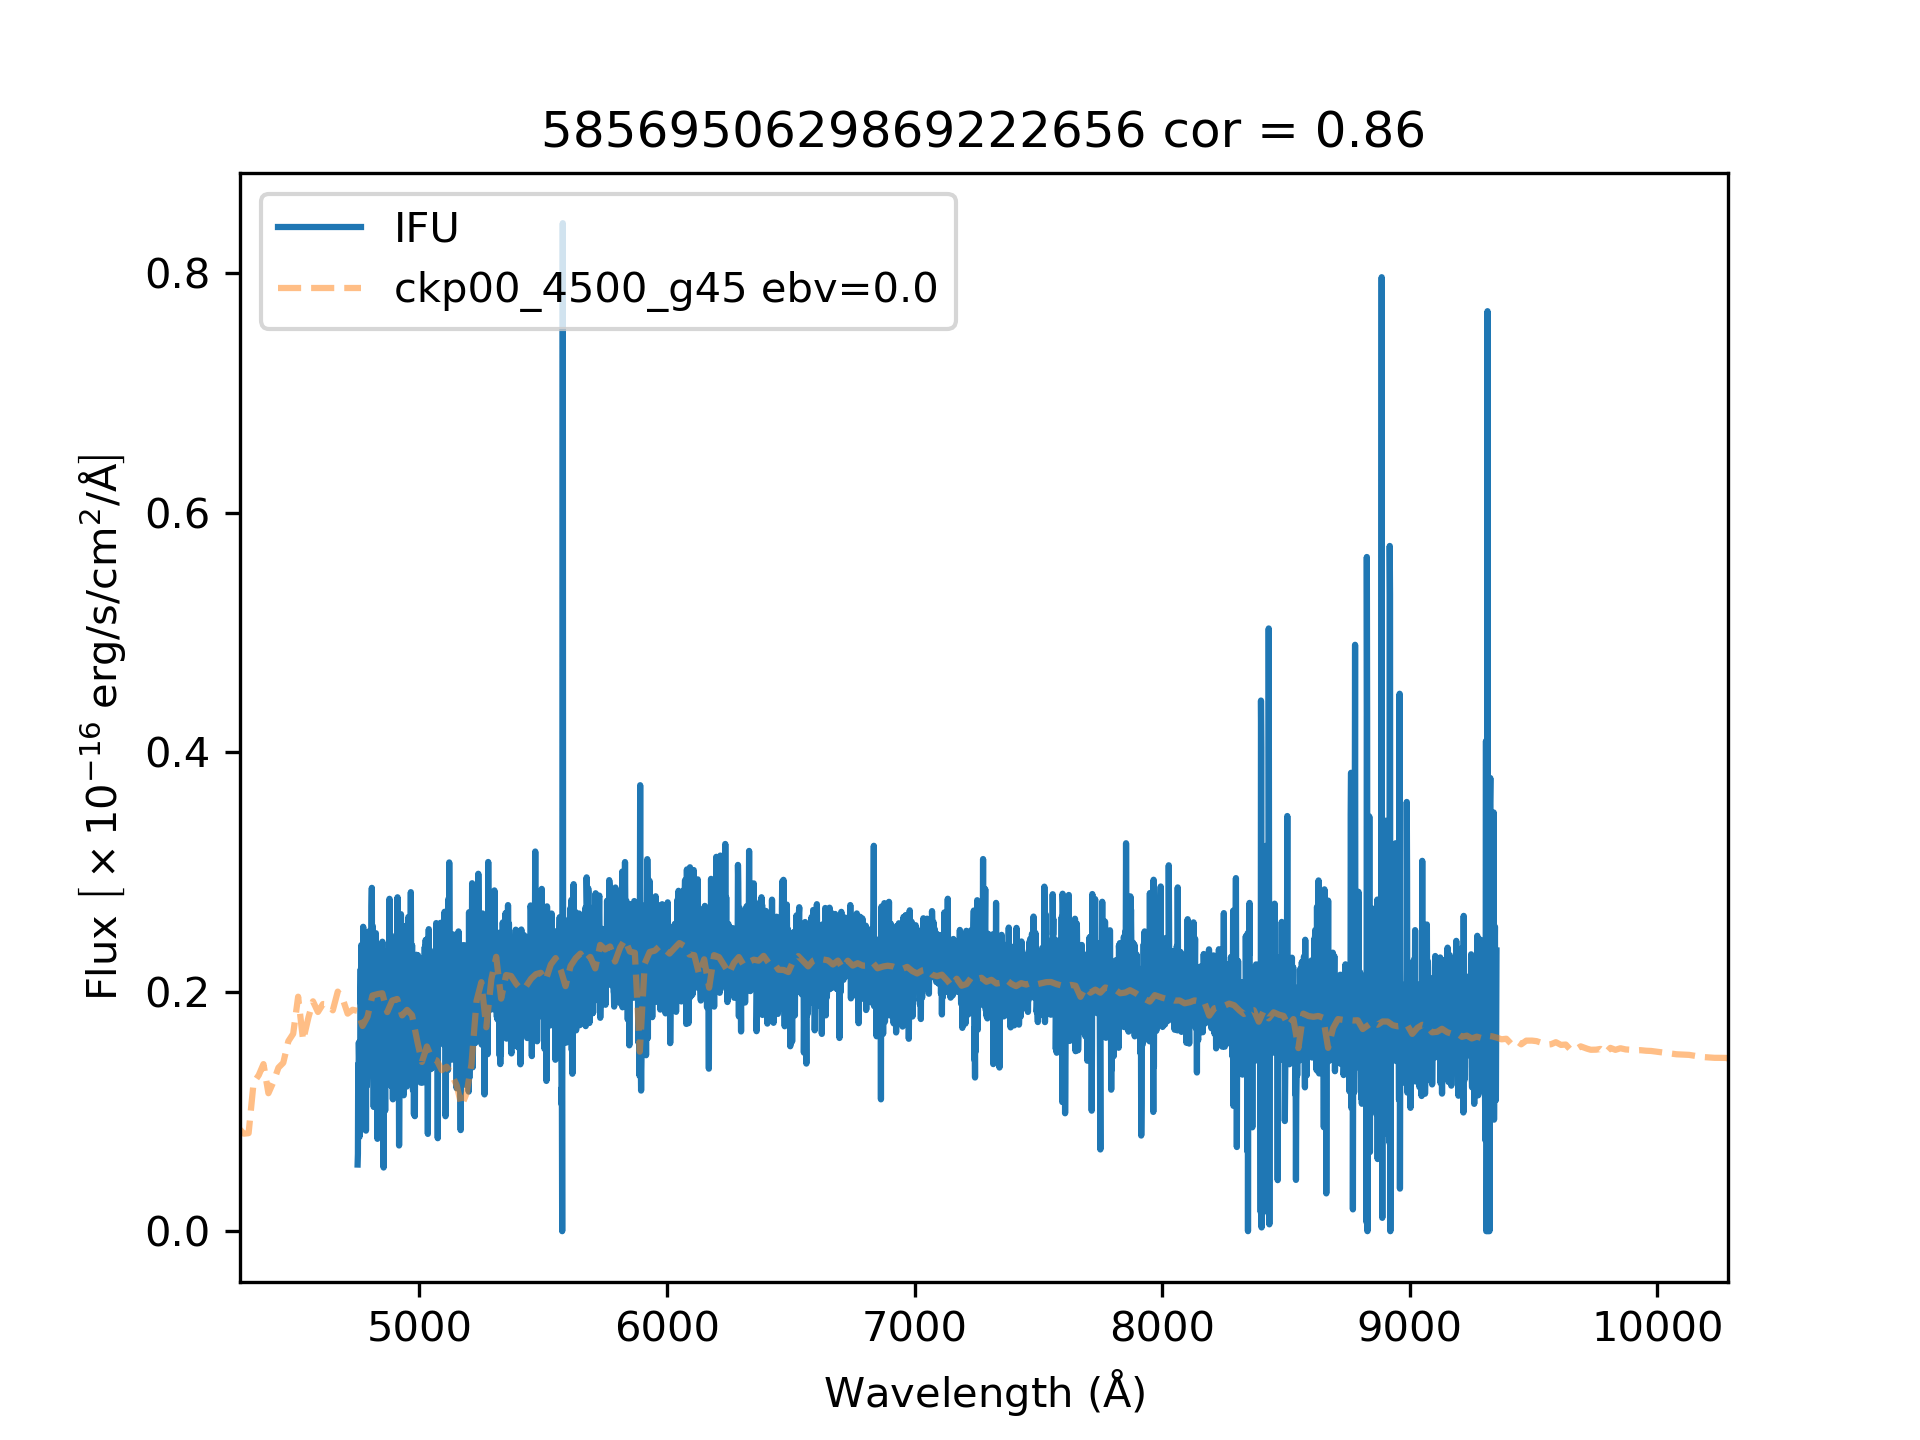 5856950629869222656 cor = 0.86
IFU
ckp00_4500_g45 ebv=0.0
0.8
0.6
0.4
0.2
0.0
Flux [×10⁻¹⁶ erg/s/cm²/Å]
5000 6000 7000 8000 9000 10000
Wavelength (Å)